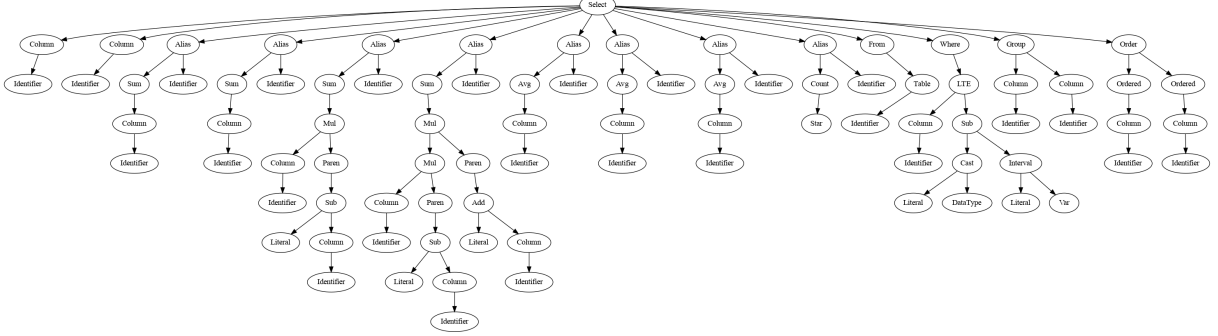 Select
Column Column Alias Alias Alias Alias Alias Alias Alias Alias From Where Group Order
Identifier Identifier Sum Identifier Sum Identifier Sum Identifier Sum Identifier Avg Identifier Avg Identifier Avg Identifier Count Identifier Table LTE Column Column Ordered Ordered
Column Column Mul Mul Column Column Column Star Identifier Column Sub Identifier Identifier Column Column
Identifier Identifier Column Paren Mul Paren Identifier Identifier Identifier Identifier Cast Interval Identifier Identifier
Identifier Sub Column Paren Add Literal DataType Literal Var
Literal Column Identifier Sub Literal Column
Identifier Literal Column Identifier
Identifier